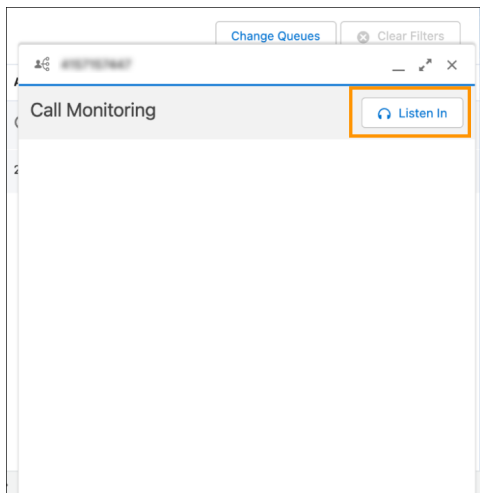 Change Queues
Clear Filters
Call Monitoring
Listen In